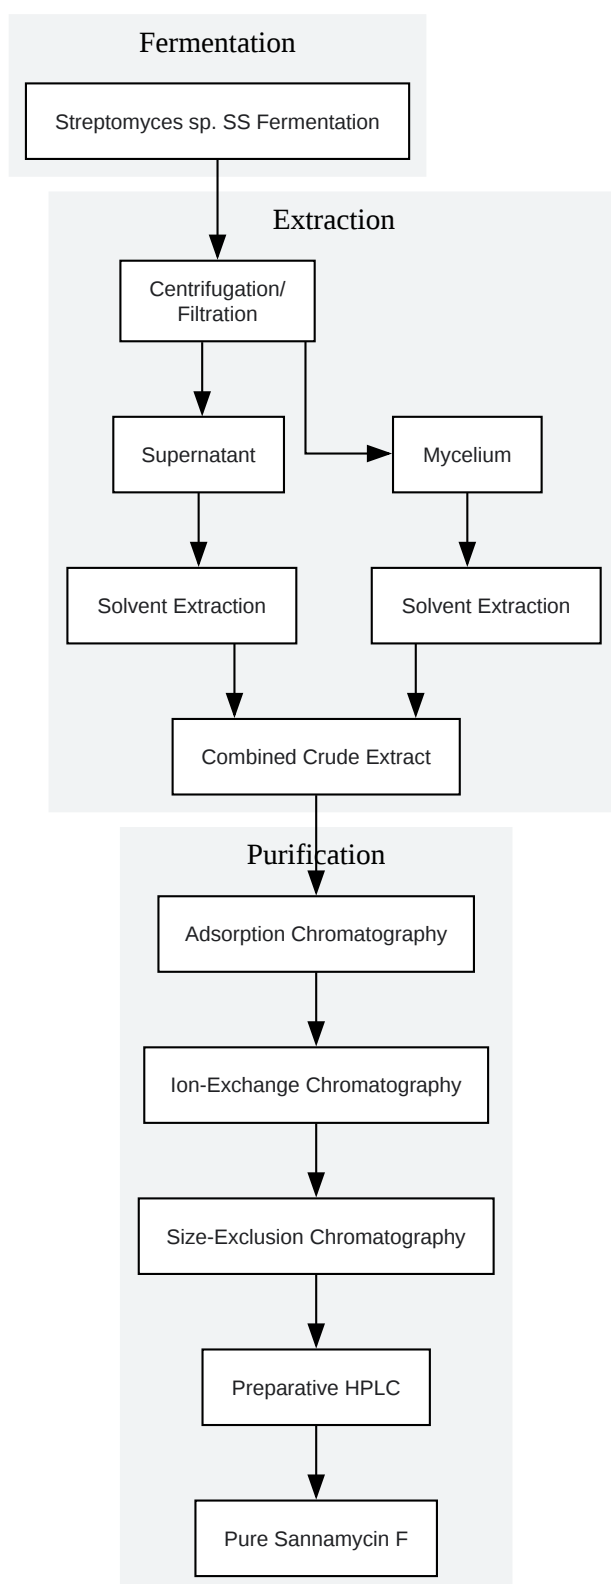 Fermentation
Streptomyces sp. SS Fermentation
Extraction
Centrifugation/
Filtration
Supernatant
Mycelium
Solvent Extraction
Solvent Extraction
Combined Crude Extract
Purification
Adsorption Chromatography
Ion-Exchange Chromatography
Size-Exclusion Chromatography
Preparative HPLC
Pure Sannamycin F